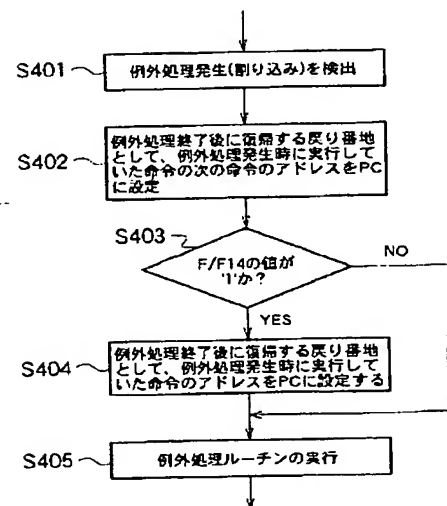 S401
例外処理発生(割り込み)を検出
S402
例外処理終了後に復帰する戻り番地
として、例外処理発生時に実行して
いた命令の次の命令のアドレスをPC
に設定
S403
F/F14の値が
'1'か?
NO
YES
S404
例外処理終了後に復帰する戻り番地
として、例外処理発生時に実行して
いた命令のアドレスをPCに設定する
S405
例外処理ルーチンの実行